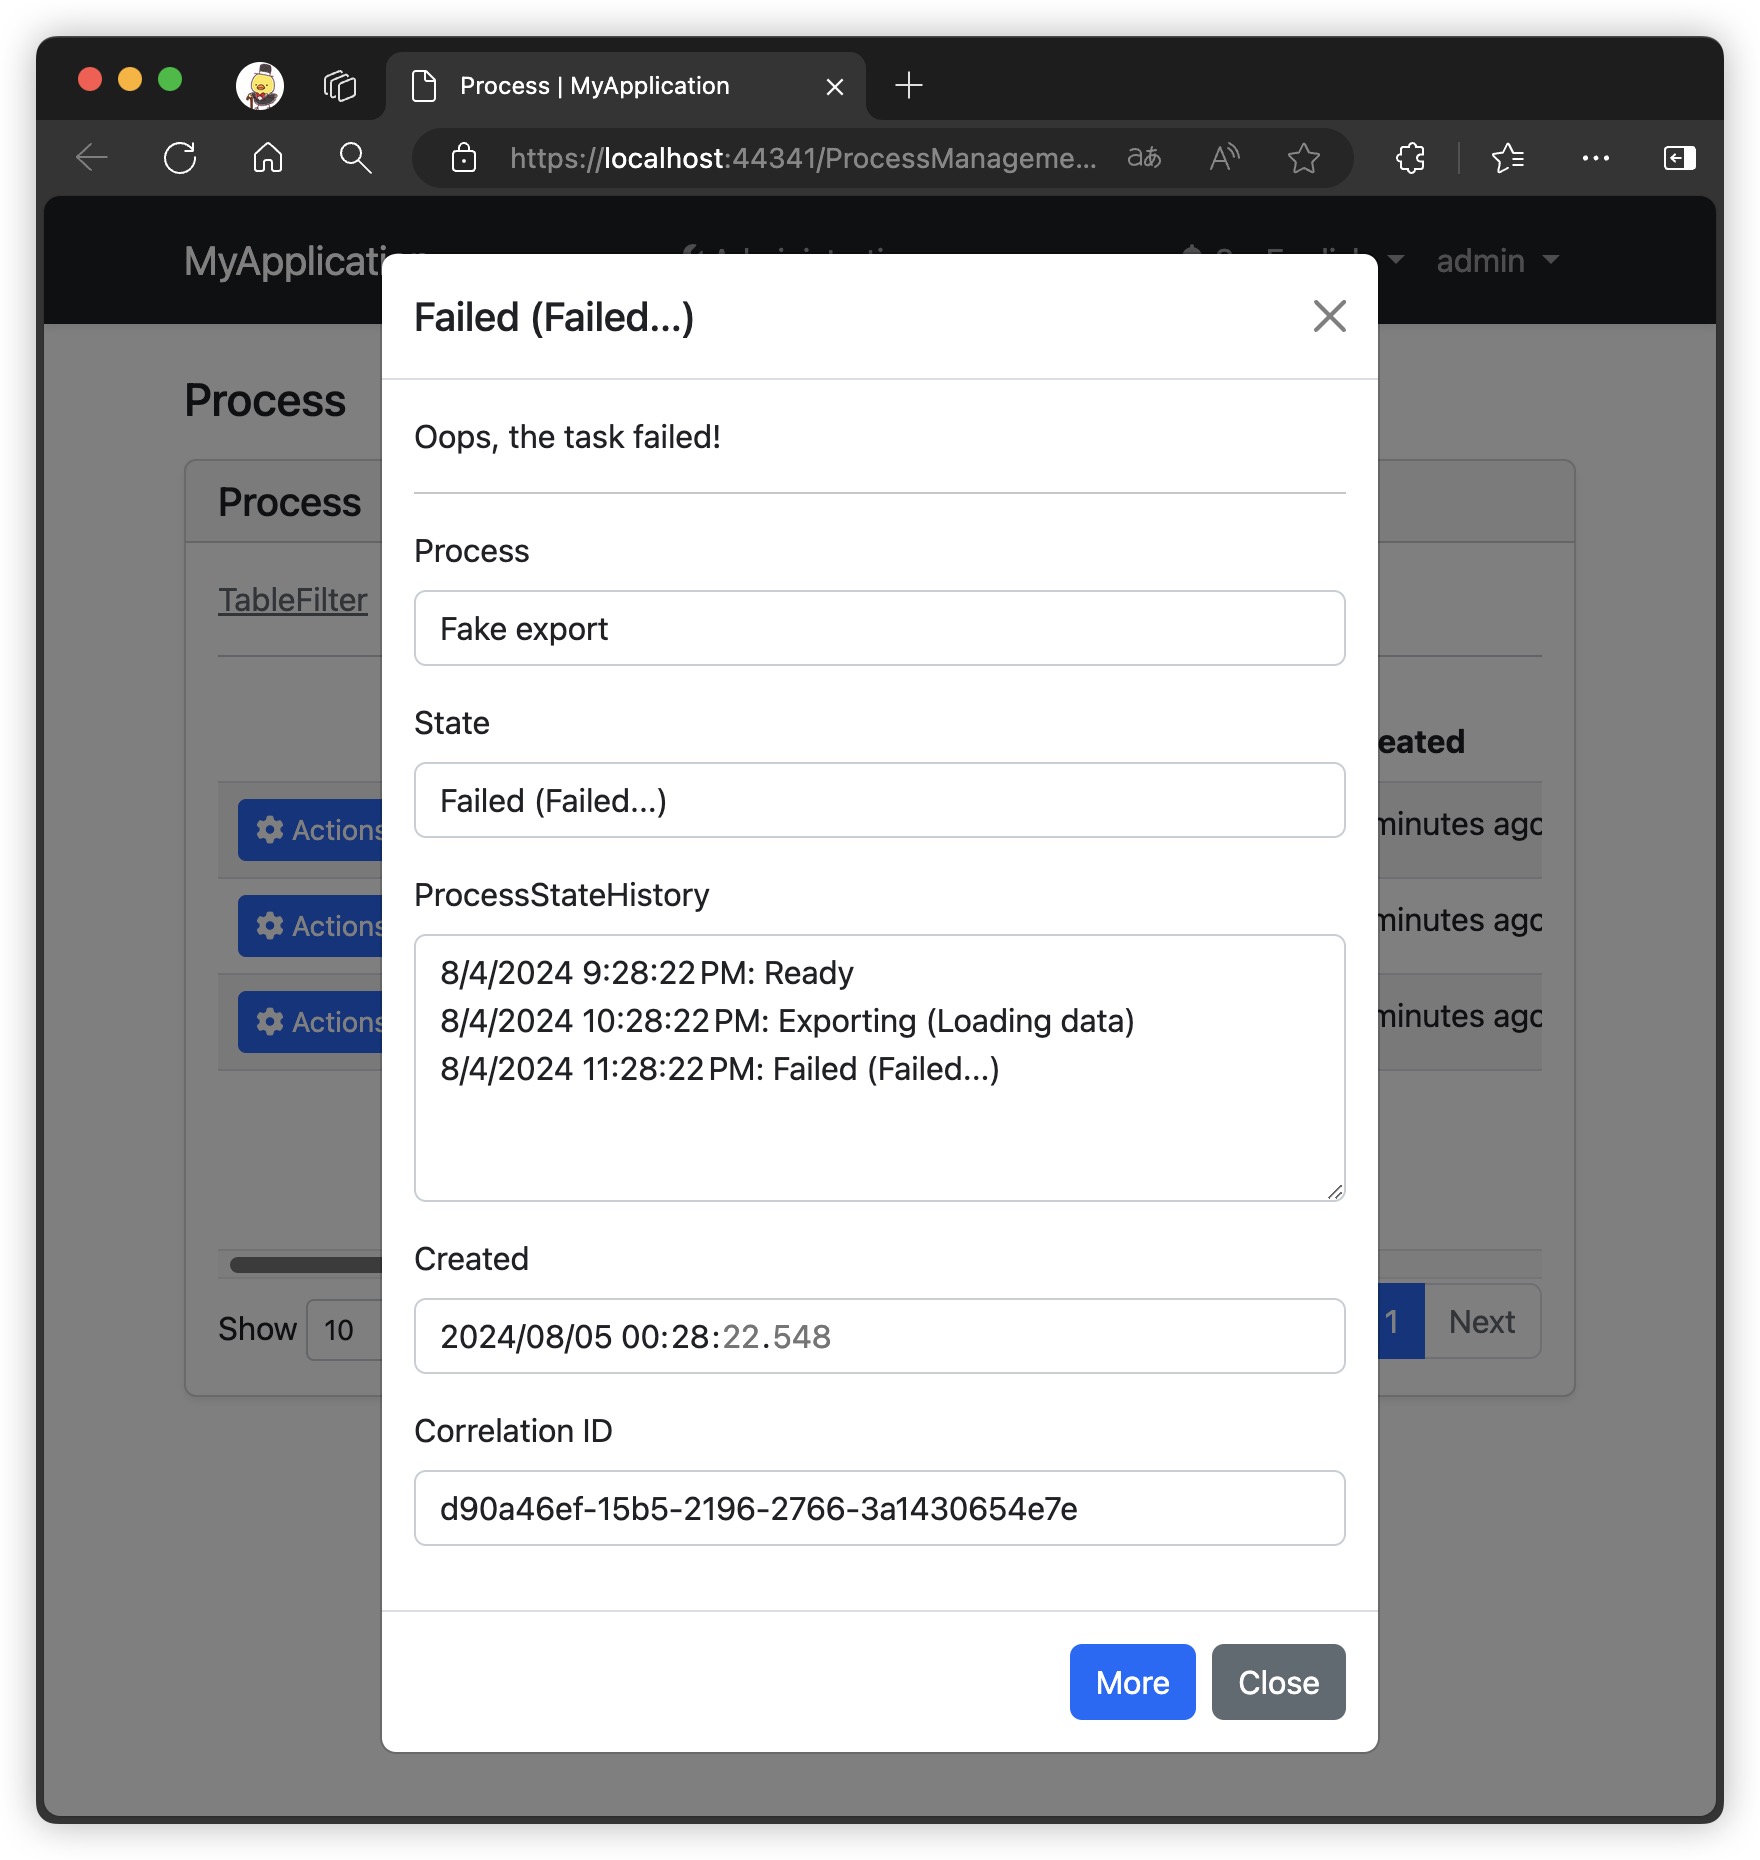 Process | MyApplication
https://localhost:44341/ProcessManageme...
MyApplicati
admin
Failed (Failed...)
Process
Oops, the task failed!
Process
TableFilter
Process
Fake export
State
Failed (Failed...)
eated
Actions
minutes ago
ProcessStateHistory
Actions
minutes ago
8/4/2024 9:28:22 PM: Ready
8/4/2024 10:28:22 PM: Exporting (Loading data)
8/4/2024 11:28:22 PM: Failed (Failed...)
Actions
minutes ago
Created
2024/08/05 00:28:22.548
Show 10
1 Next
Correlation ID
d90a46ef-15b5-2196-2766-3a1430654e7e
More Close